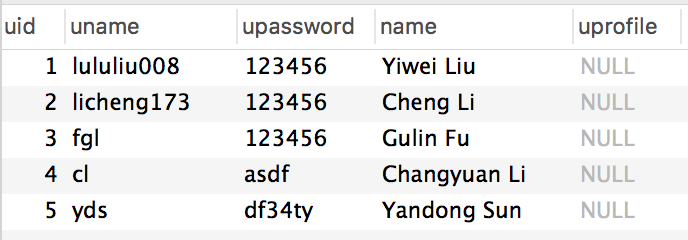 uid uname upassword name uprofile
1 lululiu008 123456 Yiwei Liu NULL
2 licheng173 123456 Cheng Li NULL
3 fgl 123456 Gulin Fu NULL
4 cl asdf Changyuan Li NULL
5 yds df34ty Yandong Sun NULL